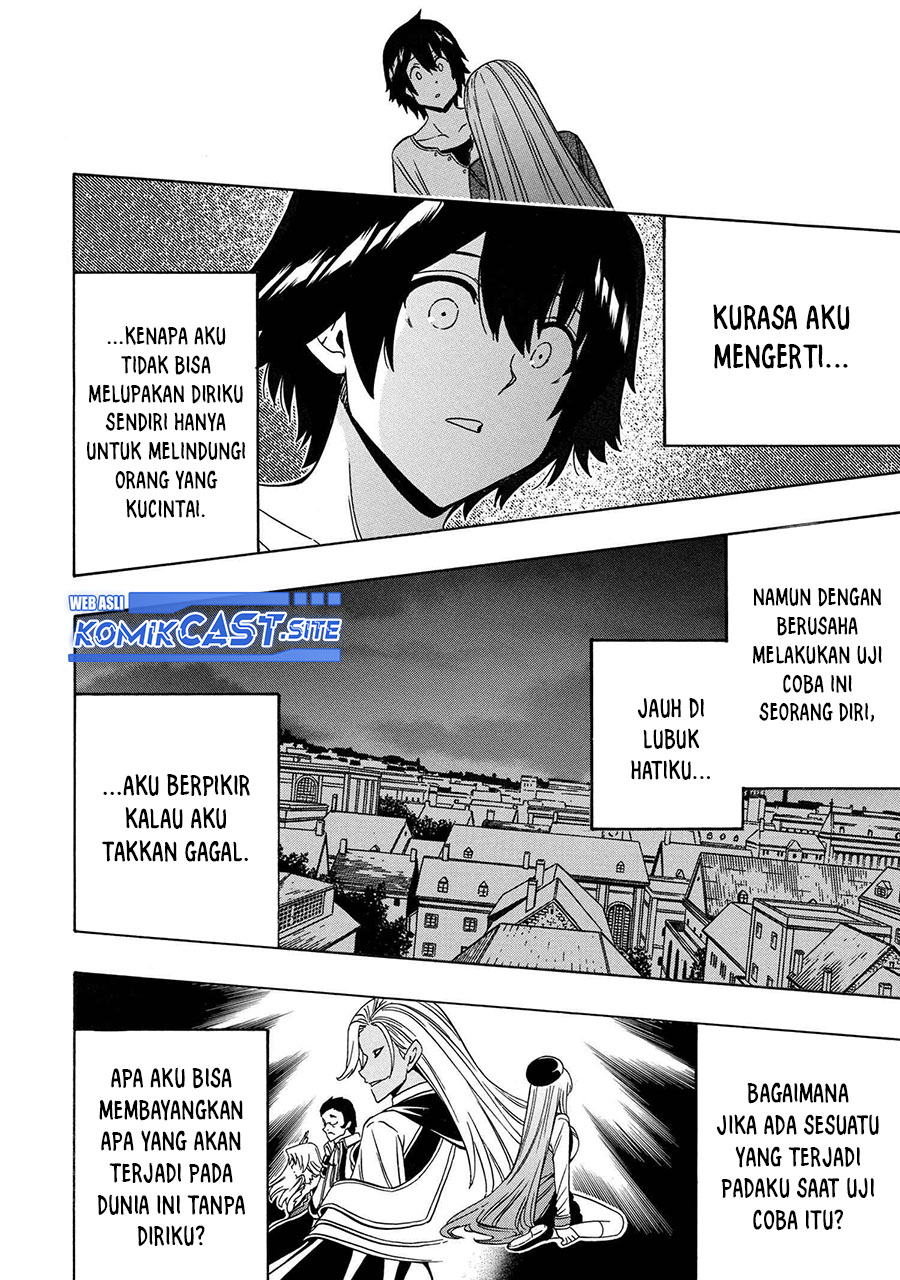 KURASA AKU
MENGERTI...
...KENAPA AKU
TIDAK BISA
MELUPAKAN DIRIKU
SENDIRI HANYA
UNTUK MELINDUNGI
ORANG YANG
KUCINTAI.
NAMUN DENGAN
BERUSAHA
MELAKUKAN UJI
COBA INI
SEORANG DIRI,
JAUH DI
LUBUK
HATIKU...
...AKU BERPIKIR
KALAU AKU
TAKKAN GAGAL.
WEB ASLI
KOMIKCAST.SITE
BAGAIMANA
JIKA ADA SESUATU
YANG TERJADI
PADAKU SAAT UJI
COBA ITU?
APA AKU BISA
MEMBAYANGKAN
APA YANG AKAN
TERJADI PADA
DUNIA INI TANPA
DIRIKU?